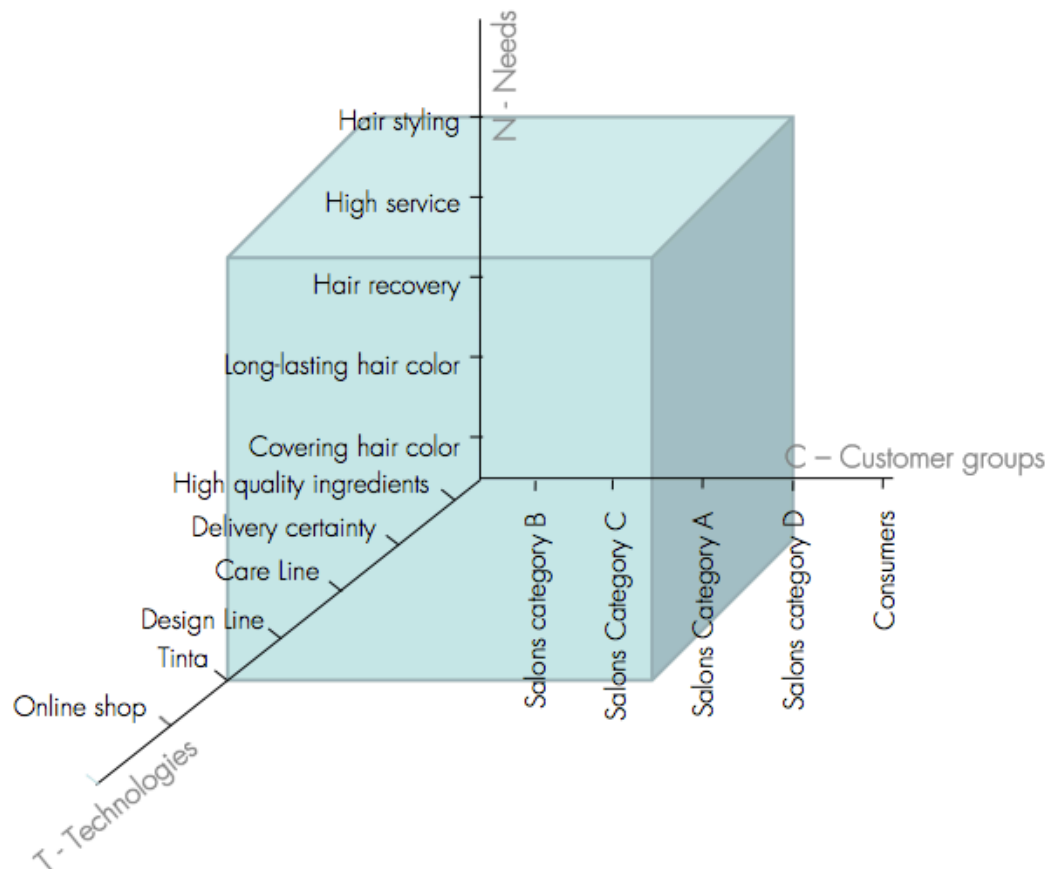 N - Needs
Hair styling
High service
Hair recovery
Long-lasting hair color
Covering hair color
C – Customer groups
High quality ingredients
Delivery certainty
Care Line
Design Line
Tinta
Online shop
T - Technologies
Salons category B
Salons Category C
Salons Category A
Salons category D
Consumers